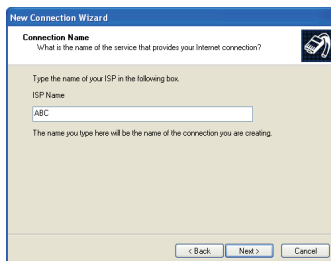 New Connection Wizard
Connection Name
What is the name of the service that provides your Internet connection?
Type the name of your ISP in the following box.
ISP Name
ABC
The name you type here will be the name of the connection you are creating.
< Back
Next >
Cancel